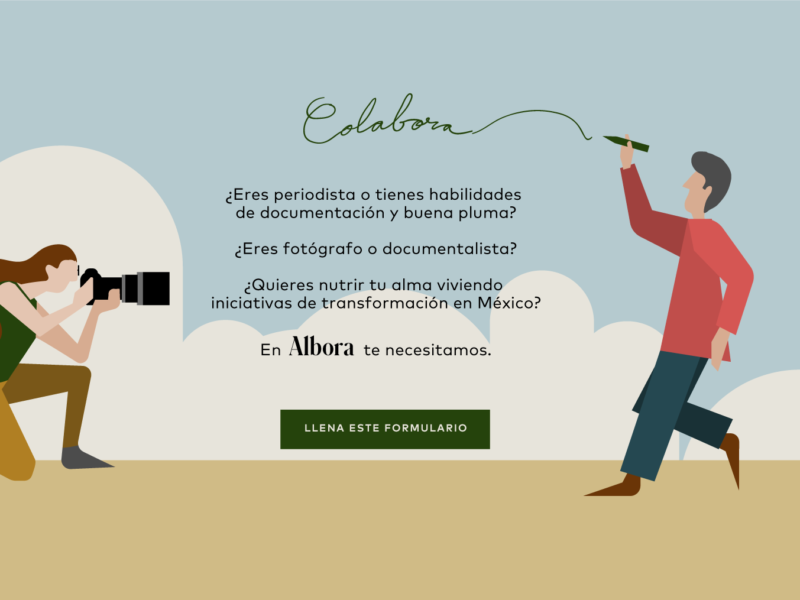 Colabora
¿Eres periodista o tienes habilidades
de documentación y buena pluma?
¿Eres fotógrafo o documentalista?
¿Quieres nutrir tu alma viviendo
iniciativas de transformación en México?
En Albora te necesitamos.
LLENA ESTE FORMULARIO